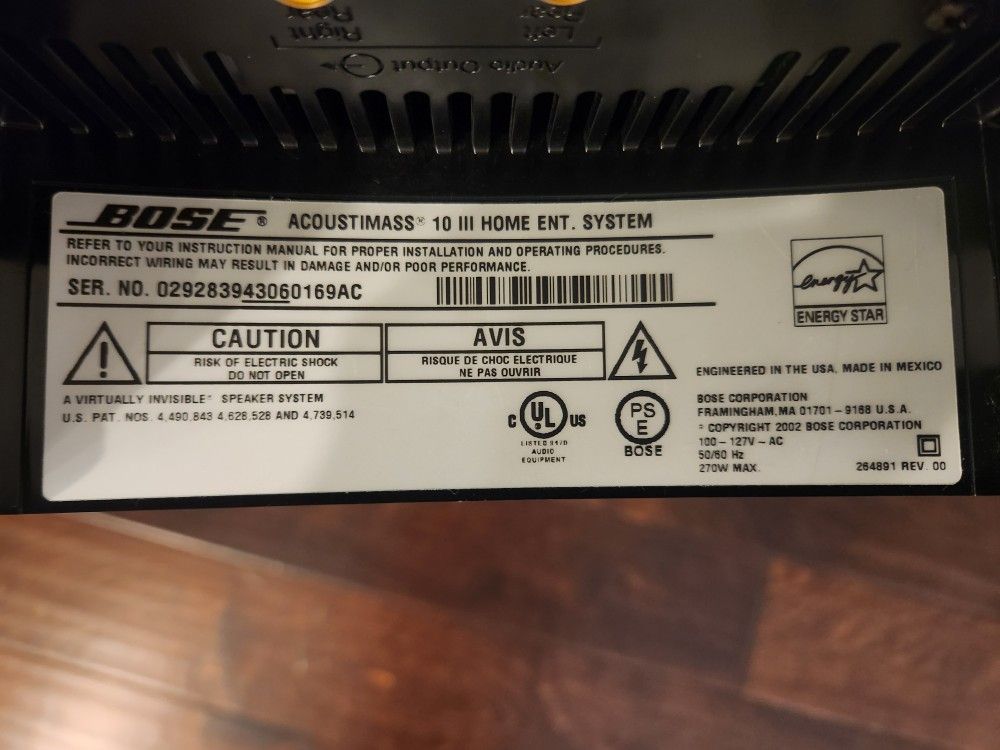 Right Rear
Left Rear
Audio Output
BOSE® ACOUSTIMASS® 10 III HOME ENT. SYSTEM
REFER TO YOUR INSTRUCTION MANUAL FOR PROPER INSTALLATION AND OPERATING PROCEDURES.
INCORRECT WIRING MAY RESULT IN DAMAGE AND/OR POOR PERFORMANCE.
SER. NO. 029283943060169AC
energy
ENERGY STAR
CAUTION
RISK OF ELECTRIC SHOCK
DO NOT OPEN
AVIS
RISQUE DE CHOC ELECTRIQUE
NE PAS OUVRIR
A VIRTUALLY INVISIBLE® SPEAKER SYSTEM
U.S. PAT. NOS. 4,490,843 4,628,528 AND 4,739,514
C UL US
LISTED
AUDIO
EQUIPMENT
PS
E
BOSE
ENGINEERED IN THE USA, MADE IN MEXICO
BOSE CORPORATION
FRAMINGHAM,MA 01701-9168 U.S.A.
© COPYRIGHT 2002 BOSE CORPORATION
100-127V ~ AC
50/60 Hz
270W MAX.
264891 REV. 00